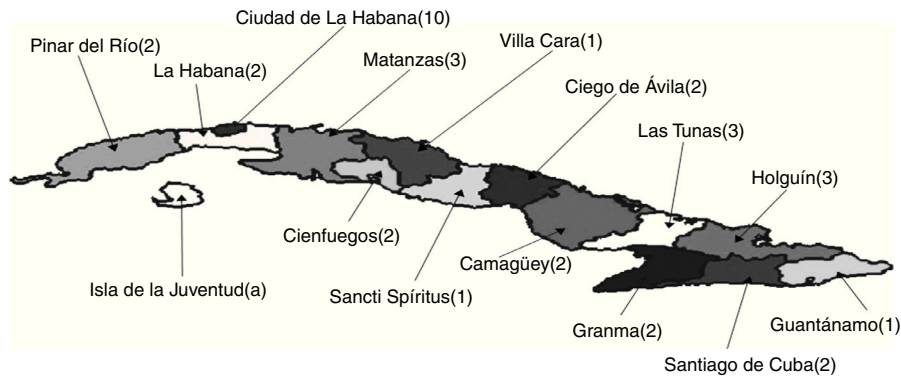 Ciudad de La Habana(10)
Pinar del Río(2)
La Habana(2)
Matanzas(3)
Villa Cara(1)
Ciego de Ávila(2)
Las Tunas(3)
Holguín(3)
Cienfuegos(2)
Camagüey(2)
Isla de la Juventud(a)
Sancti Spíritus(1)
Granma(2)
Guantánamo(1)
Santiago de Cuba(2)